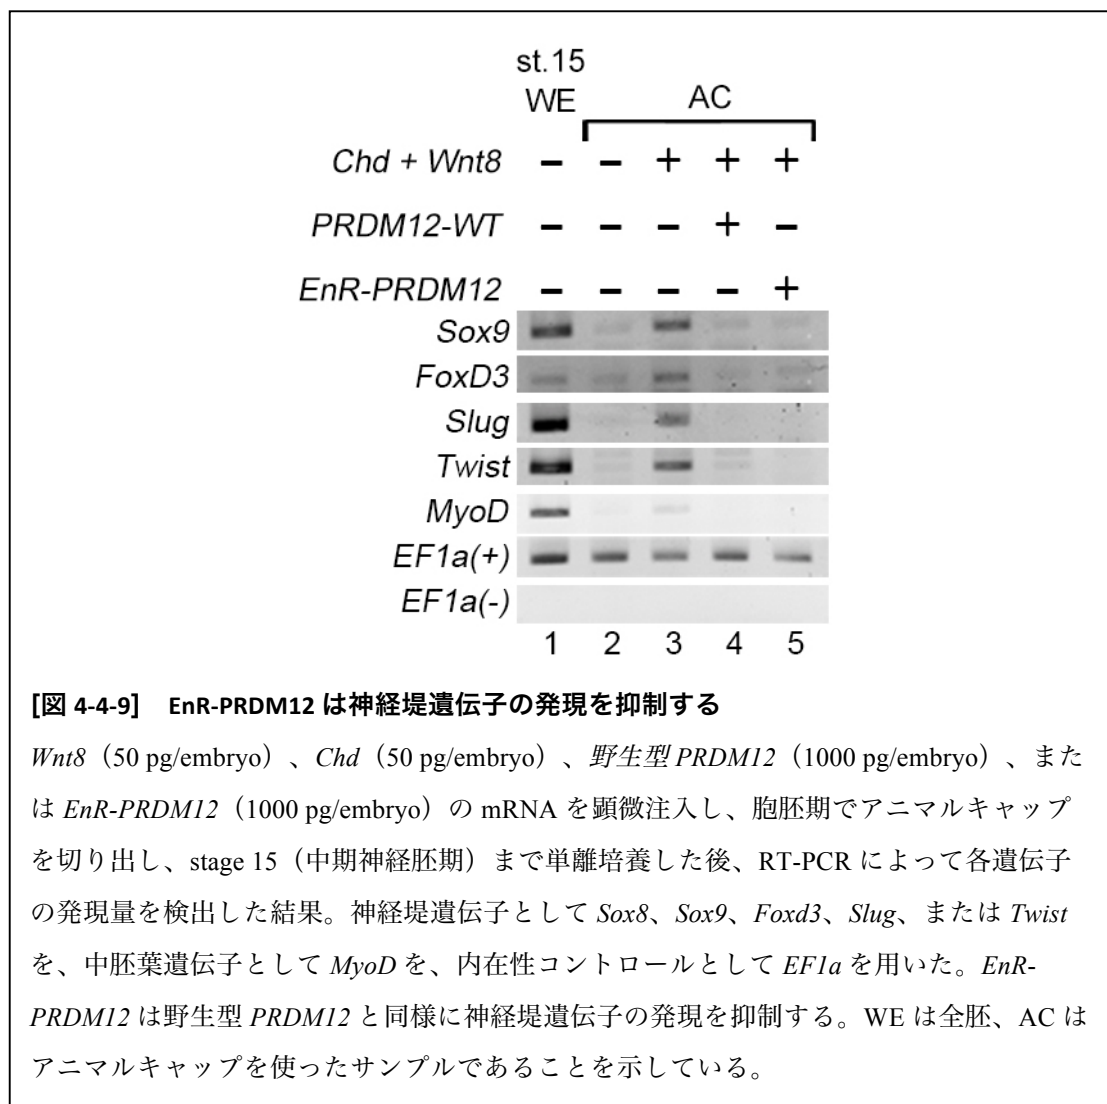 st.15
WE AC
Chd + Wnt8 – – + + +
PRDM12-WT – – – + –
EnR-PRDM12 – – – – +
Sox9
FoxD3
Slug
Twist
MyoD
EF1a(+)
EF1a(-)
1 2 3 4 5
[図 4-4-9] EnR-PRDM12 は神経堤遺伝子の発現を抑制する
Wnt8（50 pg/embryo）、Chd（50 pg/embryo）、野生型 PRDM12（1000 pg/embryo）、また
は EnR-PRDM12（1000 pg/embryo）の mRNA を顕微注入し、胞胚期でアニマルキャップ
を切り出し、stage 15（中期神経胚期）まで単離培養した後、RT-PCR によって各遺伝子
の発現量を検出した結果。神経堤遺伝子として Sox8、Sox9、Foxd3、Slug、または Twist
を、中胚葉遺伝子として MyoD を、内在性コントロールとして EF1a を用いた。EnR-
PRDM12 は野生型 PRDM12 と同様に神経堤遺伝子の発現を抑制する。WE は全胚、AC は
アニマルキャップを使ったサンプルであることを示している。